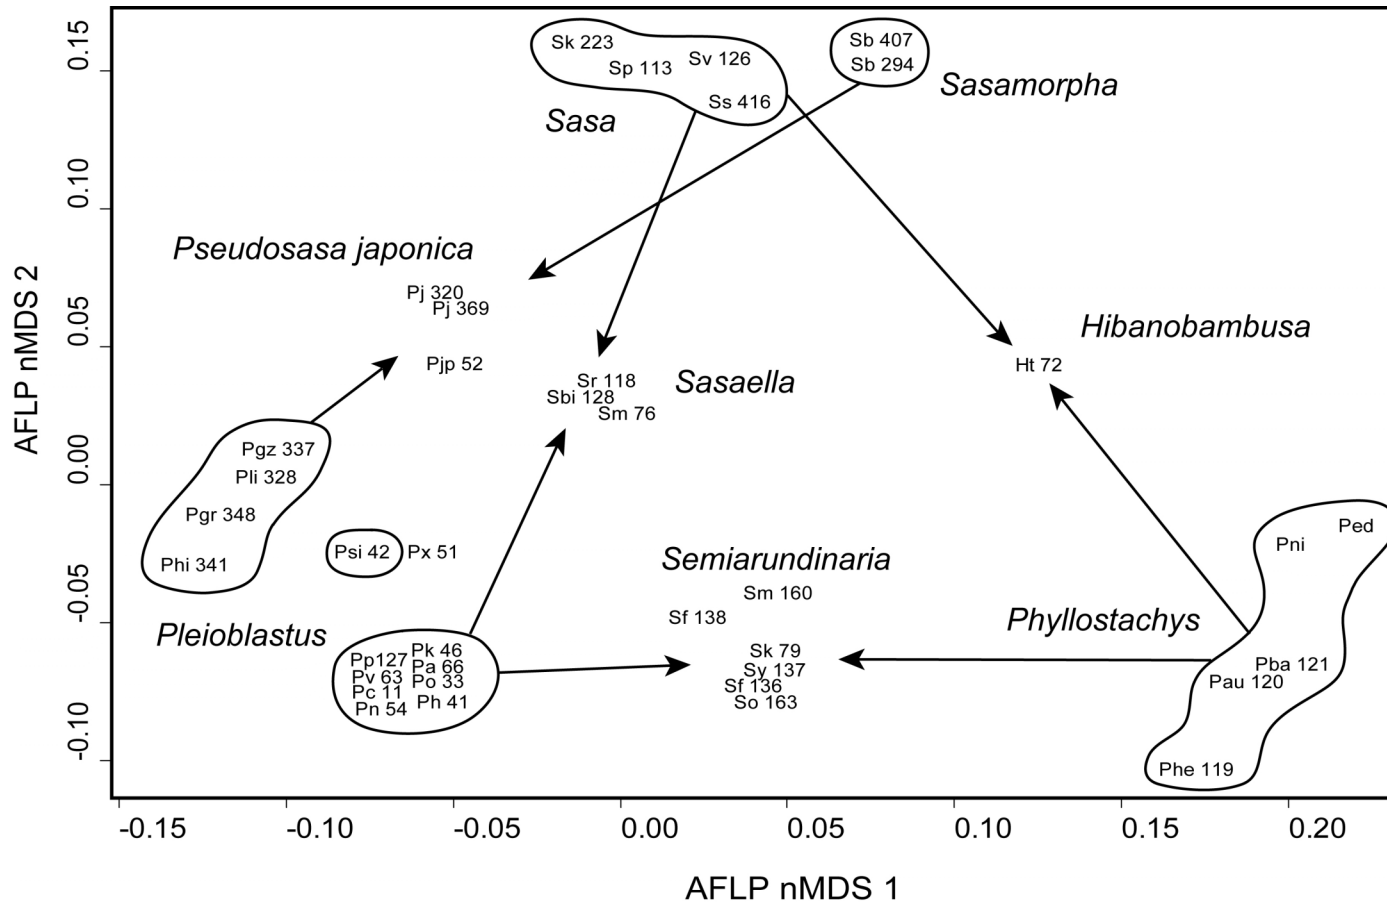 0.15
0.10
0.05
0.00
-0.05
-0.10
AFLP nMDS 2
Sk 223
Sp 113
Sv 126
Ss 416
Sasa
Sb 407
Sb 294
Sasamorpha
Pseudosasa japonica
Pj 320
Pj 369
Pjp 52
Hibanobambusa
Ht 72
Sr 118
Sbi 128
Sm 76
Sasaella
Pgz 337
Pli 328
Pgr 348
Phi 341
Psi 42
Px 51
Pleioblastus
Pk 46
Pp127
Pa 66
Pv 63
Po 33
Pc 11
Ph 41
Pn 54
Semiarundinaria
Sm 160
Sf 138
Sk 79
Sy 137
Sf 136
So 163
Phyllostachys
Ped
Pni
Pba 121
Pau 120
Phe 119
-0.15
-0.10
-0.05
0.00
0.05
0.10
0.15
0.20
AFLP nMDS 1